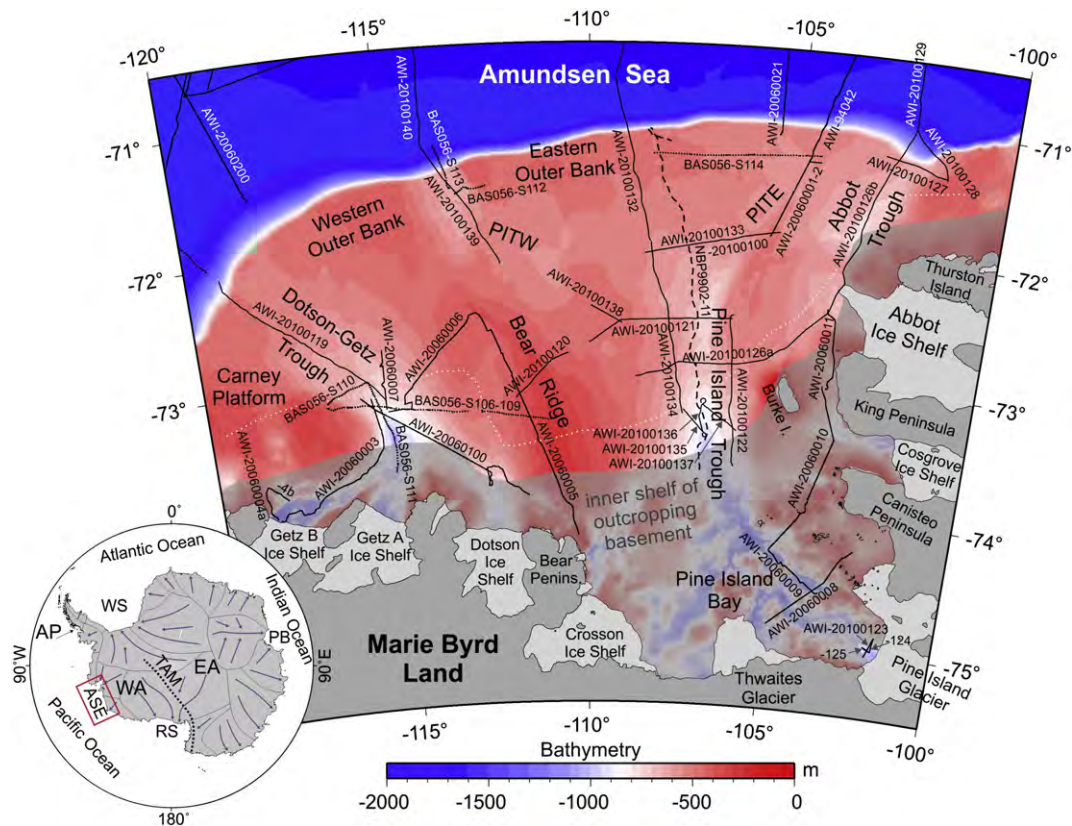 -120°
-115°
-110°
-105°
-100°
Amundsen Sea
-71°
-72°
-73°
-71°
-72°
-73°
-74°
-75°
AWI-20060200
AWI-20100140
BAS056-S113
BAS056-S112
AWI-20100139
PITW
Western
Outer Bank
Eastern
Outer Bank
AWI-20100132
AWI-20060021
AWI-94042
AWI-20100129
BAS056-S114
PITE
AWI-20060001-2
Abbot
Trough
AWI-20100126b
AWI-20100127
AWI-20100128
AWI-20100133
-20100100
NBP9902-11
Thurston
Island
Abbot
Ice Shelf
Dotson-Getz
Trough
AWI-20100119
AWI-20060007
AWI-20060006
Bear
Ridge
AWI-20100120
AWI-20100138
AWI-20100121
AWI-20100134
Pine Island
Trough
AWI-20100126a
AWI-20100122
AWI-20060011
Burke I.
King Peninsula
Carney
Platform
BAS056-S110
BAS056-S106-109
AWI-20060003
BAS056-S111
AWI-20060100
AWI-20060005
AWI-20100136
AWI-20100135
AWI-20100137
AWI-20060010
Cosgrove
Ice Shelf
Canisteo
Peninsula
-4b
AWI-20060004a
inner shelf of
outcropping
basement
Getz B
Ice Shelf
Getz A
Ice Shelf
Dotson
Ice
Shelf
Bear
Penins.
Pine Island
Bay
AWI-20060009
AWI-20060008
AWI-20100123
-124
-125
Crosson
Ice Shelf
Thwaites
Glacier
Pine Island
Glacier
Marie Byrd
Land
-115°
-110°
-105°
-100°
0°
Atlantic Ocean
Indian Ocean
WS
AP
PB
EA
TAM
WA
ASE
RS
90°W
90°E
Pacific Ocean
180°
Bathymetry
m
-2000
-1500
-1000
-500
0